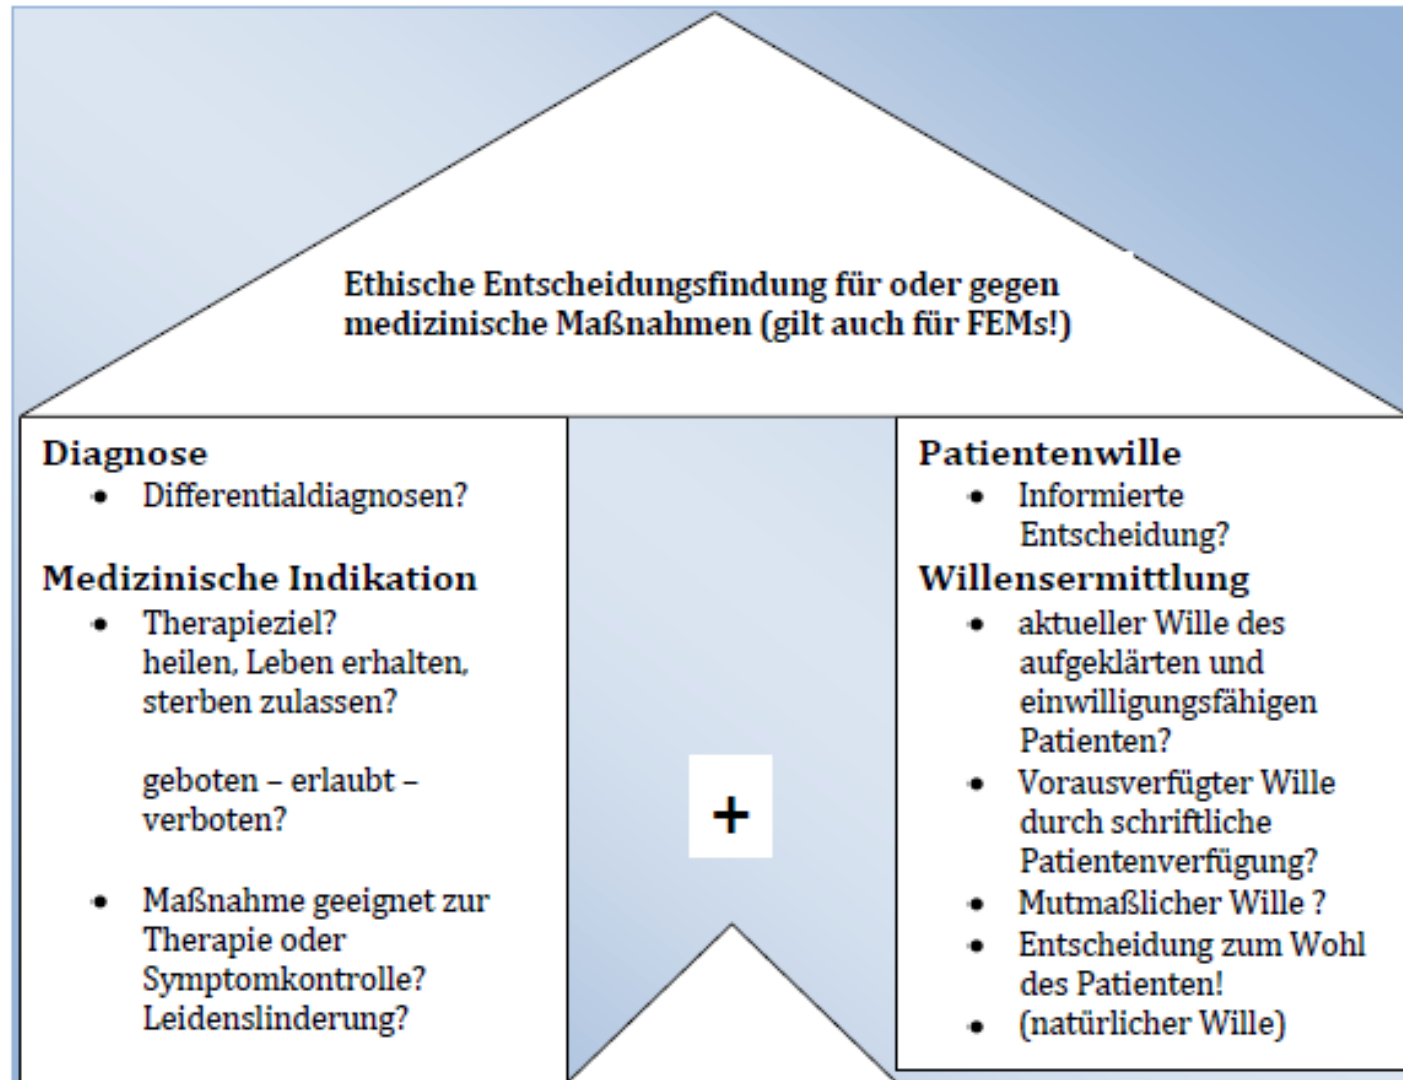 Ethische Entscheidungsfindung für oder gegen
medizinische Maßnahmen (gilt auch für FEMs!)
Diagnose
• Differentialdiagnosen?
Medizinische Indikation
• Therapieziel?
heilen, Leben erhalten,
sterben zulassen?
geboten – erlaubt –
verboten?
• Maßnahme geeignet zur
Therapie oder
Symptomkontrolle?
Leidenslinderung?
+
Patientenwille
• Informierte
Entscheidung?
Willensermittlung
• aktueller Wille des
aufgeklärten und
einwilligungsfähigen
Patienten?
• Vorausverfügter Wille
durch schriftliche
Patientenverfügung?
• Mutmaßlicher Wille ?
• Entscheidung zum Wohl
des Patienten!
• (natürlicher Wille)